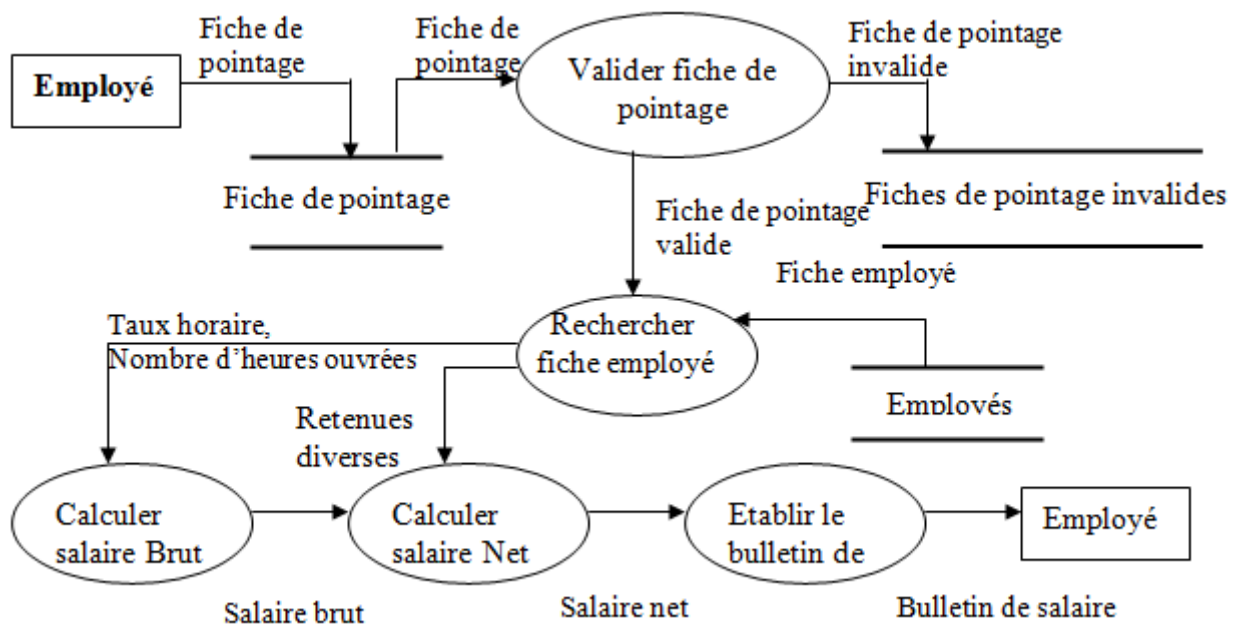 Fiche de
pointage
Fiche de
pointage
Fiche de pointage
invalide
Employé
Valider fiche de
pointage
Fiche de pointage
Fiches de pointage invalides
Fiche de pointage
valide
Fiche employé
Taux horaire,
Nombre d’heures ouvrées
Rechercher
fiche employé
Employés
Retenues
diverses
Calculer
salaire Brut
Calculer
salaire Net
Etablir le
bulletin de
Employé
Salaire brut
Salaire net
Bulletin de salaire